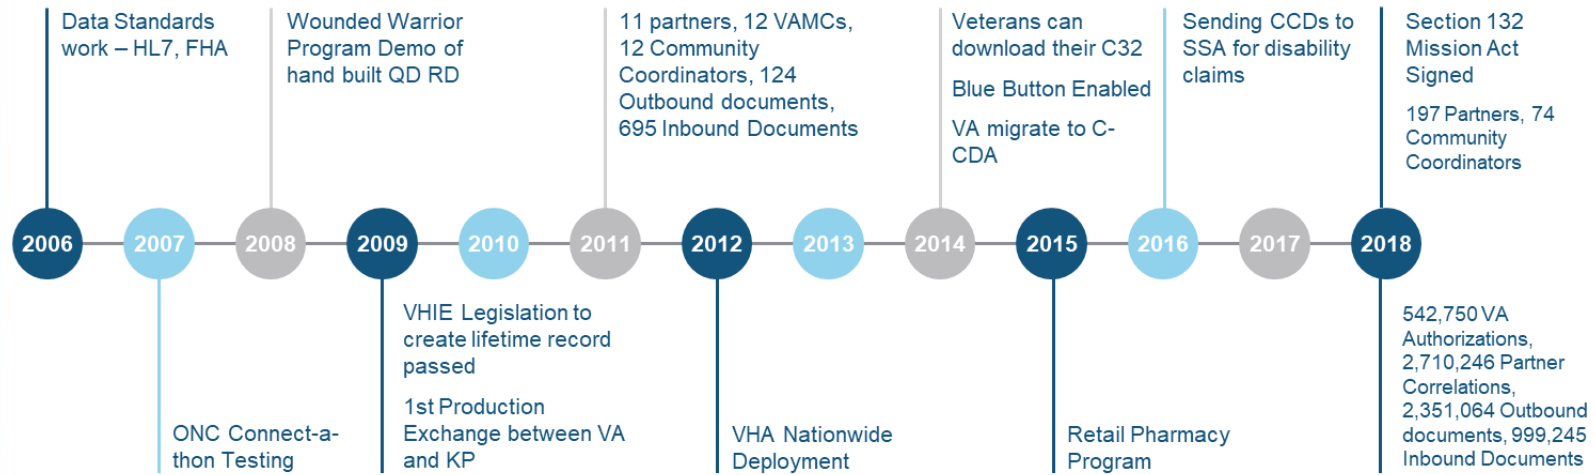 Data Standards
work – HL7, FHA
Wounded Warrior
Program Demo of
hand built QD RD
11 partners, 12 VAMCs,
12 Community
Coordinators, 124
Outbound documents,
695 Inbound Documents
Veterans can
download their C32
Blue Button Enabled
VA migrate to C-
CDA
Sending CCDs to
SSA for disability
claims
Section 132
Mission Act
Signed
197 Partners, 74
Community
Coordinators
2006
2007
2008
2009
2010
2011
2012
2013
2014
2015
2016
2017
2018
ONC Connect-a-
thon Testing
VHIE Legislation to
create lifetime record
passed
1st Production
Exchange between VA
and KP
VHA Nationwide
Deployment
Retail Pharmacy
Program
542,750 VA
Authorizations,
2,710,246 Partner
Correlations,
2,351,064 Outbound
documents, 999,245
Inbound Documents